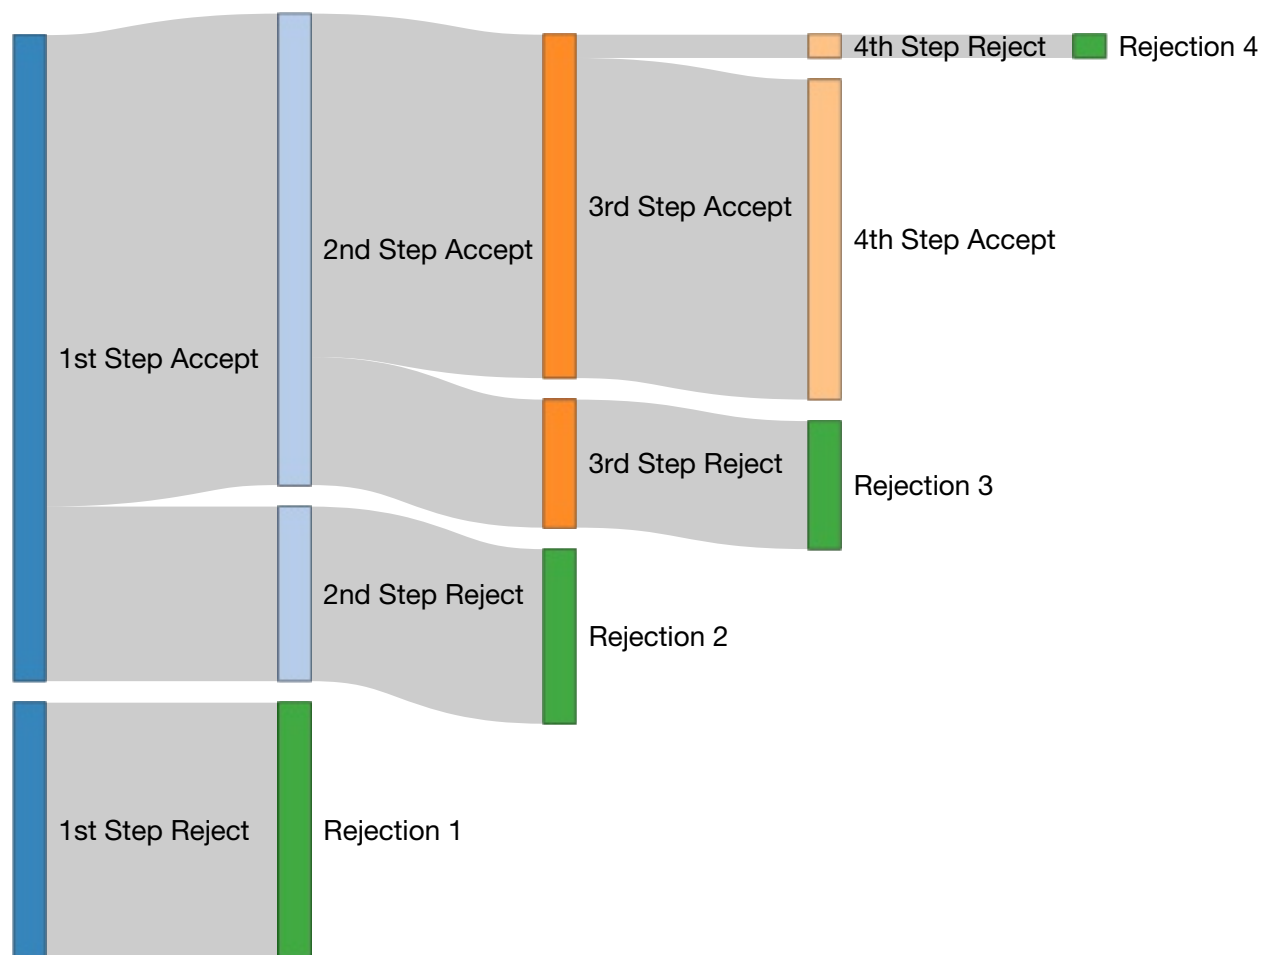 4th Step Reject
Rejection 4
3rd Step Accept
4th Step Accept
2nd Step Accept
1st Step Accept
3rd Step Reject
Rejection 3
2nd Step Reject
Rejection 2
1st Step Reject
Rejection 1